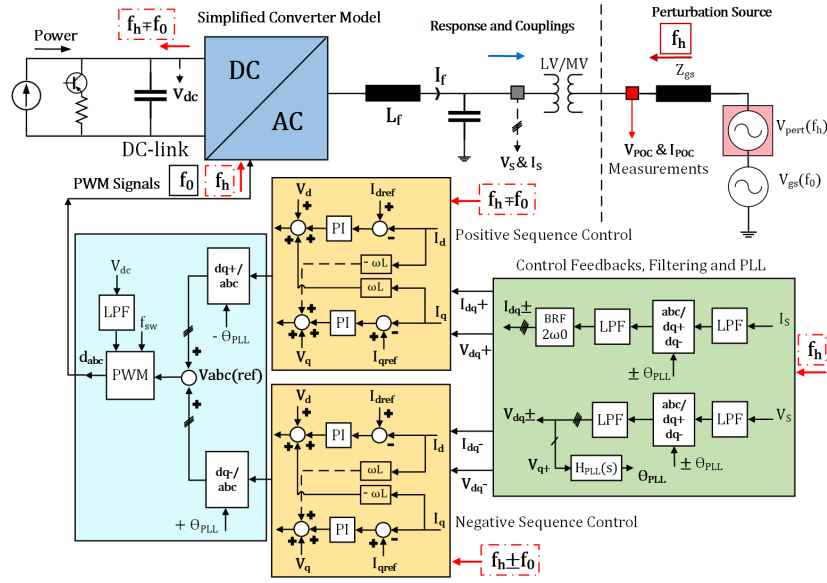 Simplified Converter Model
Response and Couplings
Perturbation Source
f_h∓f_0
Power
V_dc
DC-link
DC
AC
L_f
I_f
V_S & I_S
LV/MV
f_h
Z_gs
V_POC & I_POC
Measurements
V_pert(f_h)
V_gs(f_0)
PWM Signals
f_0
f_h
V_dc
LPF
f_sw
d_abc
PWM
Vabc(ref)
dq+/
abc
- Θ_PLL
dq-/
abc
+ Θ_PLL
V_d
I_dref
PI
I_d
- ωL
ωL
I_q
PI
V_q
I_qref
f_h∓f_0
Positive Sequence Control
V_d
I_dref
PI
I_d
ωL
- ωL
I_q
PI
V_q
I_qref
Negative Sequence Control
f_h±f_0
I_dq+
V_dq+
I_dq-
V_dq-
Control Feedbacks, Filtering and PLL
I_dq±
BRF
2ω0
LPF
abc/
dq+
dq-
LPF
I_S
± Θ_PLL
V_dq±
LPF
abc/
dq+
dq-
LPF
V_S
± Θ_PLL
V_q+
H_PLL(s)
Θ_PLL
f_h